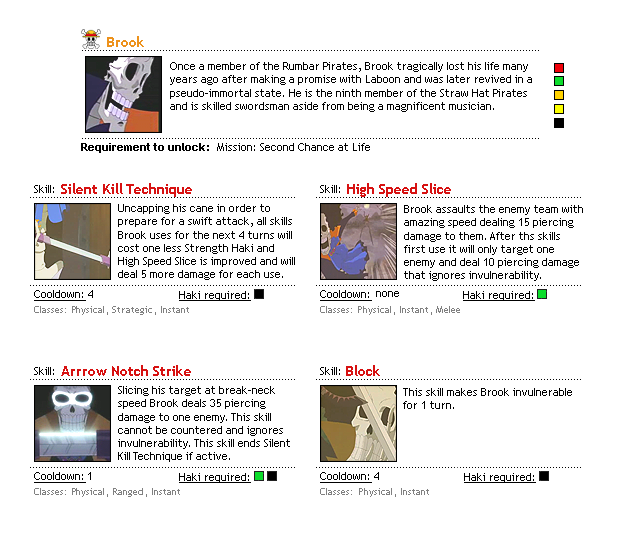 Brook
Once a member of the Rumbar Pirates, Brook tragically lost his life many
years ago after making a promise with Laboon and was later revived in a
pseudo-immortal state. He is the ninth member of the Straw Hat Pirates
and is skilled swordsman aside from being a magnificent musician.
Requirement to unlock: Mission: Second Chance at Life
Skill: Silent Kill Technique
Uncapping his cane in order to
prepare for a swift attack, all skills
Brook uses for the next 4 turns will
cost one less Strength Haki and
High Speed Slice is improved and will
deal 5 more damage for each use.
Cooldown: 4 Haki required:
Classes: Physical, Strategic, Instant
Skill: High Speed Slice
Brook assaults the enemy team with
amazing speed dealing 15 piercing
damage to them. After ths skills
first use it will only target one
enemy and deal 10 piercing damage
that ignores invulnerability.
Cooldown: none Haki required:
Classes: Physical, Instant, Melee
Skill: Arrrow Notch Strike
Slicing his target at break-neck
speed Brook deals 35 piercing
damage to one enemy. This skill
cannot be countered and ignores
invulnerability. This skill ends Silent
Kill Technique if active.
Cooldown: 1 Haki required:
Classes: Physical, Ranged, Instant
Skill: Block
This skill makes Brook invulnerable
for 1 turn.
Cooldown: 4 Haki required:
Classes: Physical, Instant